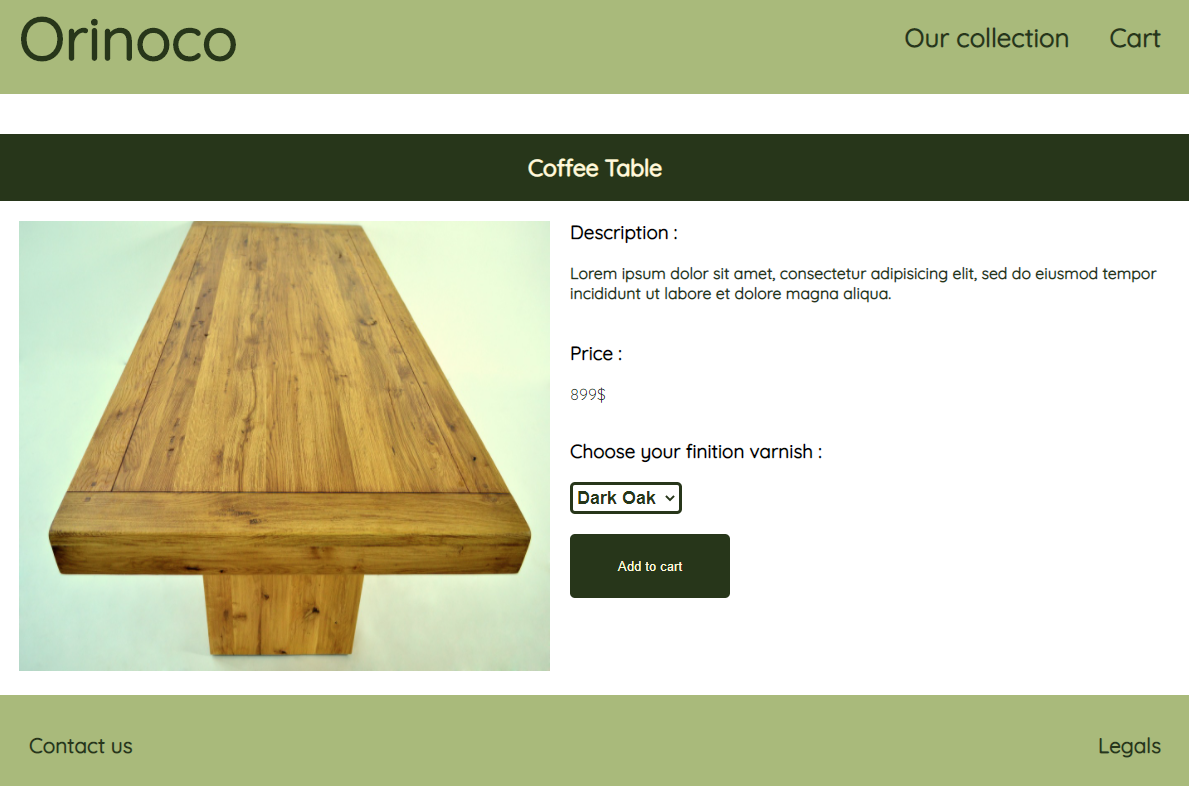 Orinoco
Our collection
Cart
Coffee Table
Description :
Lorem ipsum dolor sit amet, consectetur adipisicing elit, sed do eiusmod tempor
incididunt ut labore et dolore magna aliqua.
Price :
899$
Choose your finition varnish :
Dark Oak
Add to cart
Contact us
Legals